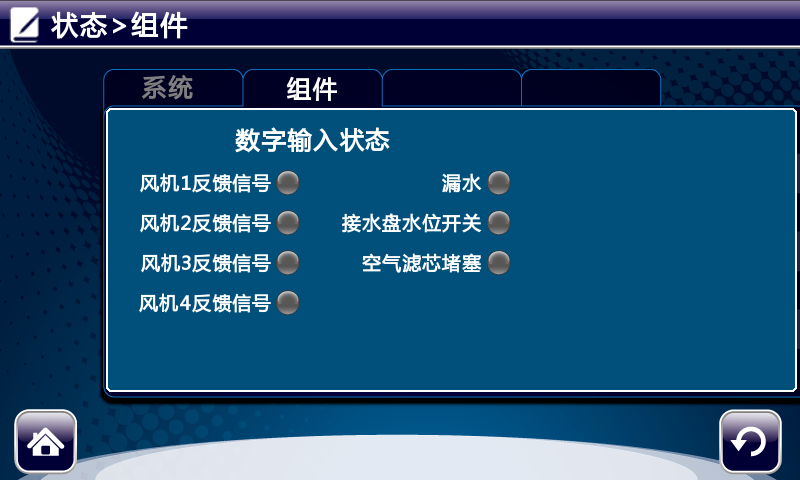 状态>组件
系统 组件
数字输入状态
风机1反馈信号 漏水
风机2反馈信号 接水盘水位开关
风机3反馈信号 空气滤芯堵塞
风机4反馈信号